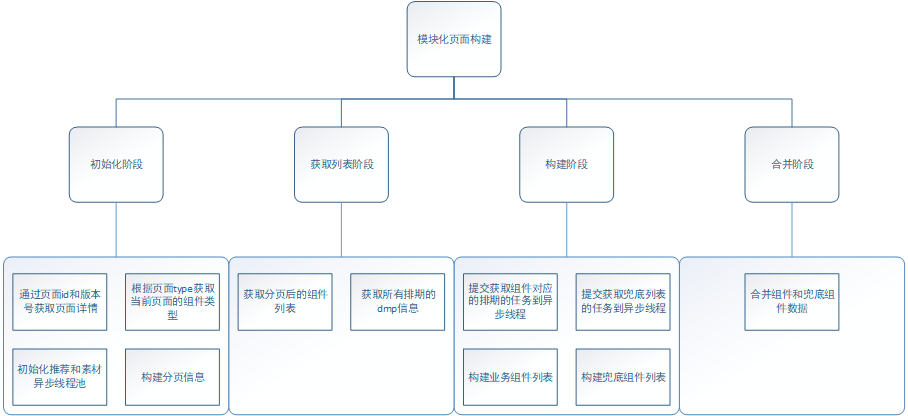 模块化页面构建
初始化阶段
获取列表阶段
构建阶段
合并阶段
通过页面id和版本
号获取页面详情
根据页面type获取
当前页面的组件类
型
初始化推荐和素材
异步线程池
构建分页信息
获取分页后的组件
列表
获取所有排期的
dmp信息
提交获取组件对应
的排期的任务到异
步线程
提交获取兜底列表
的任务到异步线程
构建业务组件列表
构建兜底组件列表
合并组件和兜底组
件数据